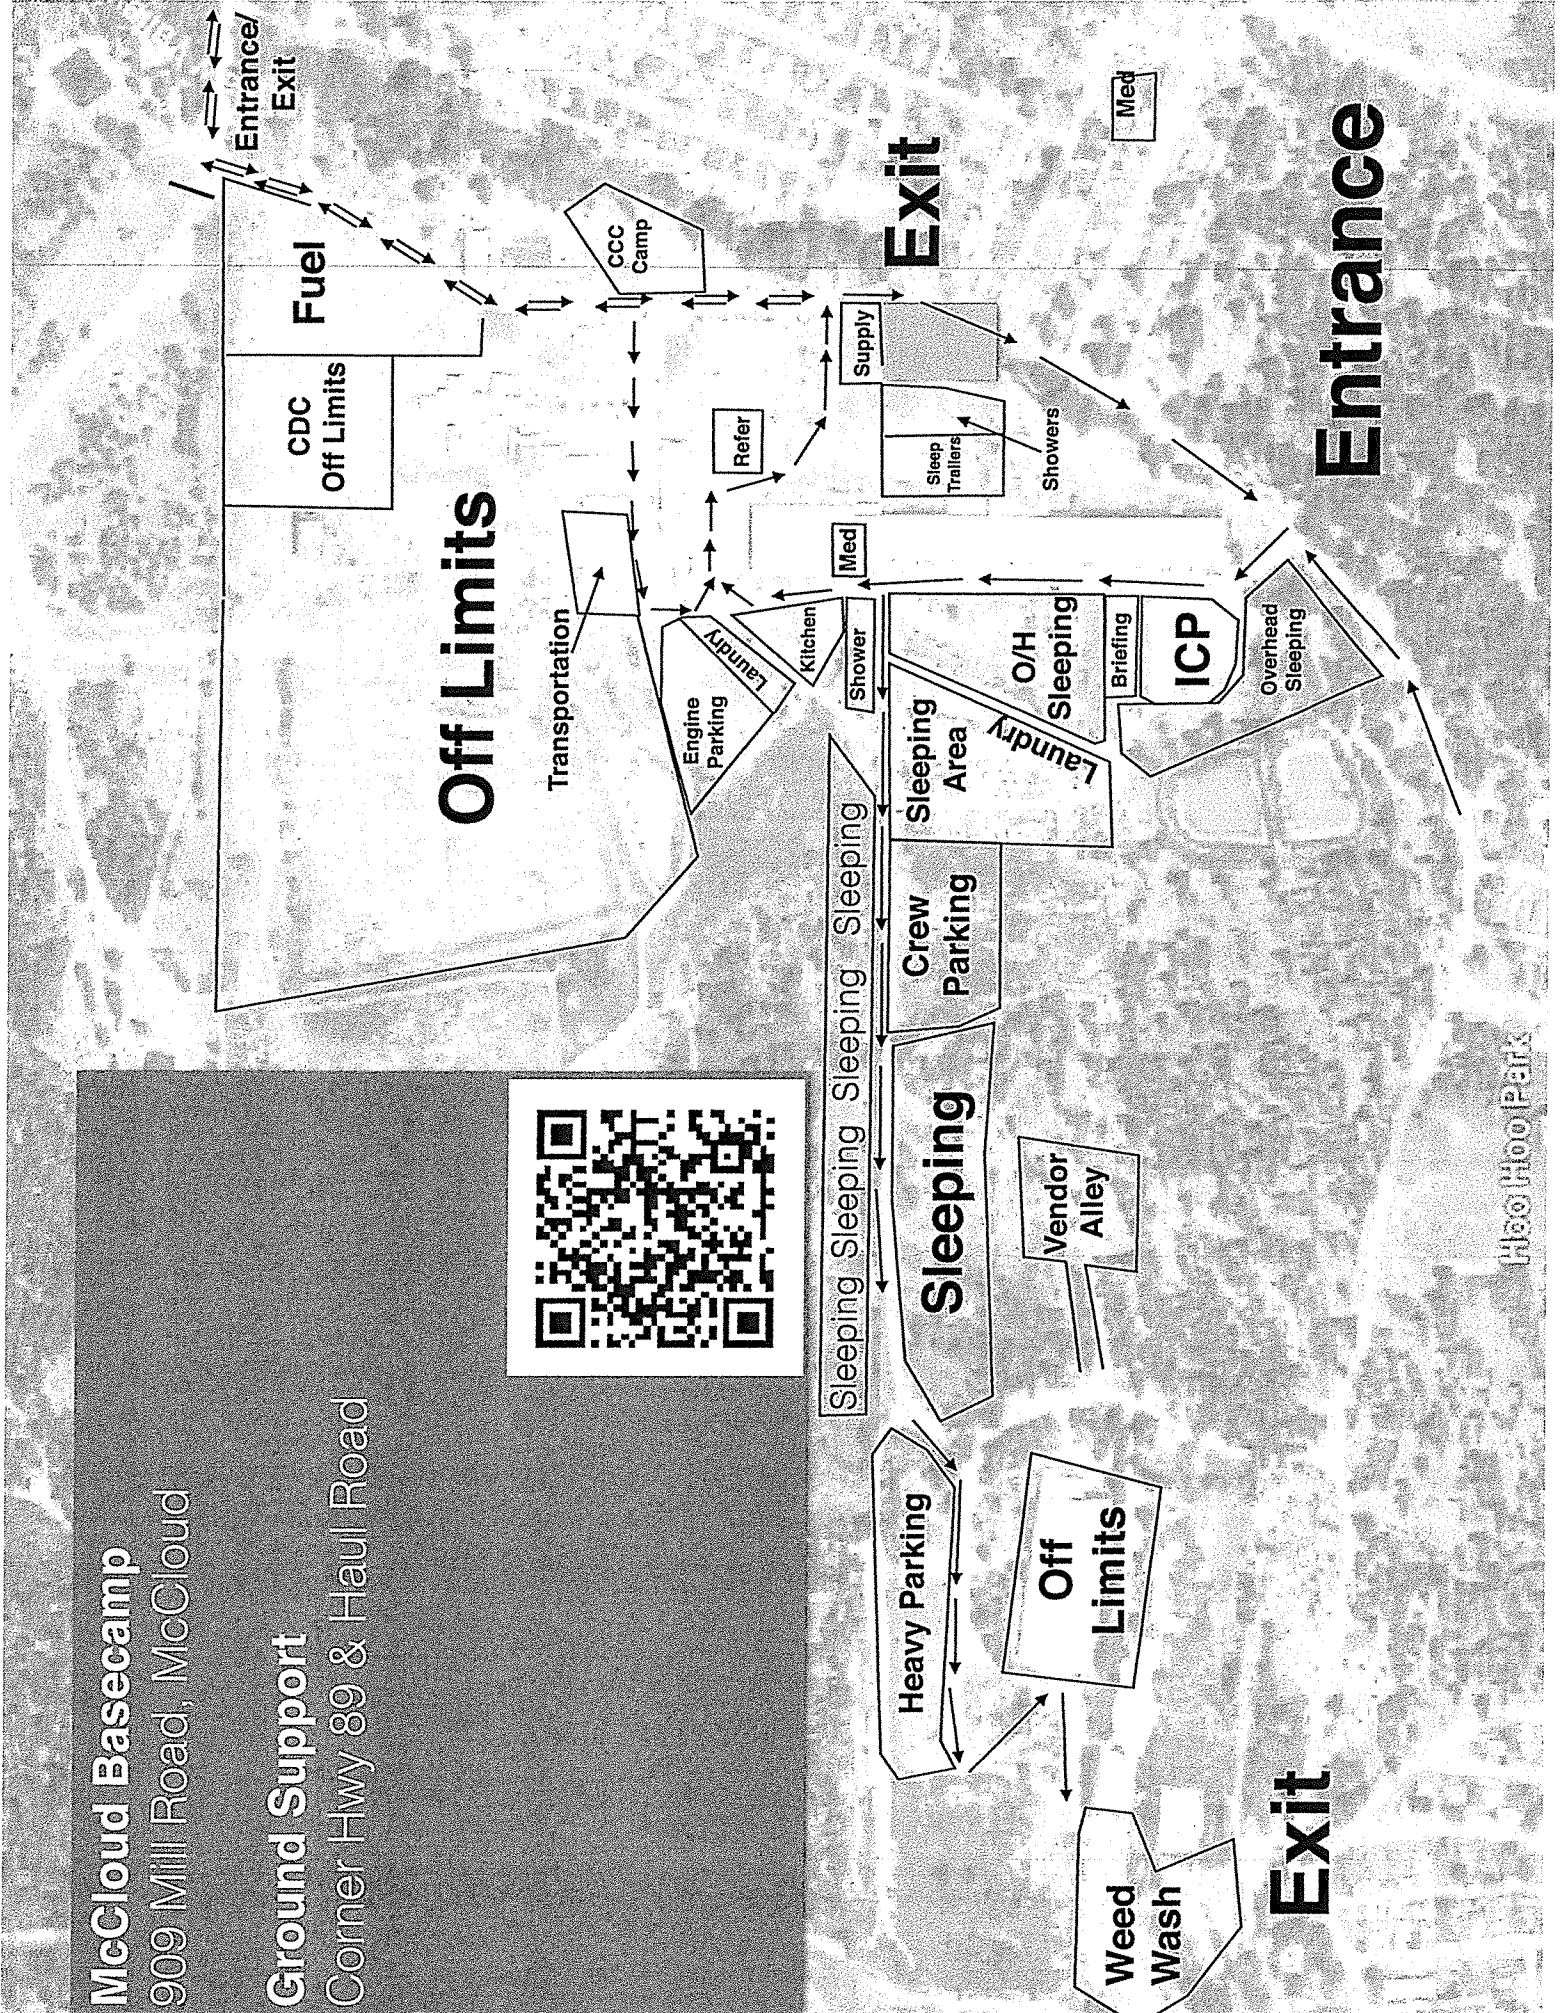 McCloud Basecamp
909 Mill Road, McCloud
Ground Support
Corner Hwy 89 & Haul Road
Entrance/
Exit
Fuel
CDC
Off Limits
Off Limits
Transportation
CCC
Camp
Refer
Engine
Parking
Laundry
Kitchen
Shower
Med
Supply
Sleep
Trailers
Showers
Exit
Med
Entrance
Sleeping Sleeping Sleeping Sleeping Sleeping
Sleeping
Area
O/H
Sleeping
Laundry
Briefing
ICP
Overhead
Sleeping
Crew
Parking
Sleeping
Vendor
Alley
Heavy Parking
Off
Limits
Weed
Wash
Exit
Hoo Hoo Park